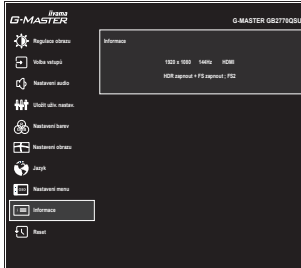 iiyama
G-MASTER
G-MASTER GB2770QSU
Regulace obrazu
Volba vstupů
Nastavení audio
Uložit uživ. nastav.
Nastavení barev
Nastavení obrazu
Jazyk
Nastavení menu
Informace
Reset
Informace
1920 x 1080 144Hz HDMI
HDR zapnout + FS zapnout ; FS2